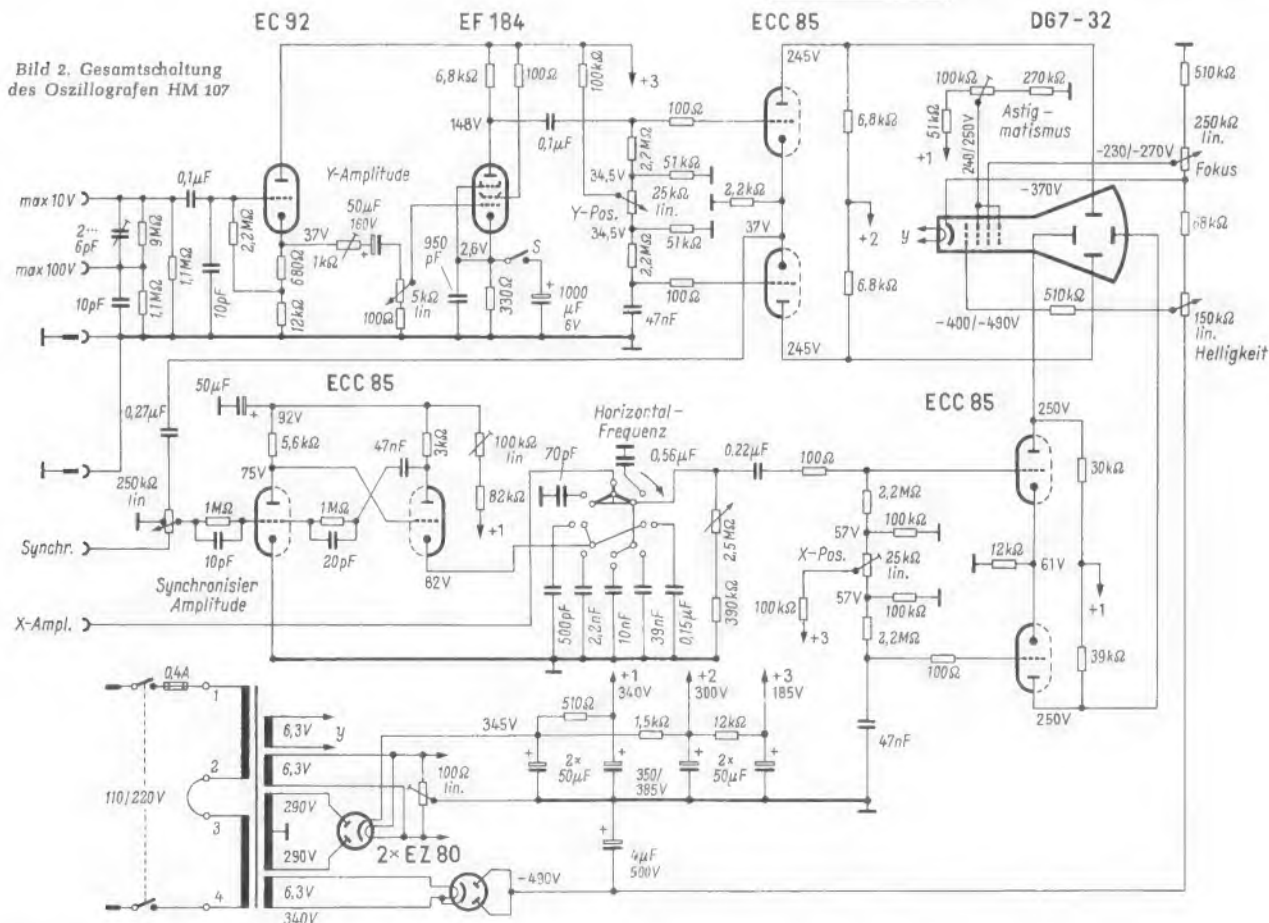 EC 92
EF 184
ECC 85
DG7-32
Bild 2. Gesamtschaltung
des Oszillografen HM 107
6,8kΩ
100Ω
100kΩ
+3
245V
100kΩ
270kΩ
Astig-
matismus
51kΩ
+1
240/250V
510kΩ
250kΩ
lin.
Fokus
-230/-270V
148V
0,1µF
100Ω
2,2MΩ
51kΩ
34,5V
25kΩ
lin.
Y-Pos.
34,5V
51kΩ
2,2MΩ
100Ω
47nF
2,2kΩ
37V
6,8kΩ
+2
6.8kΩ
245V
-370V
y
68kΩ
510kΩ
-400/-490V
150kΩ
lin.
Helligkeit
max 10V
0,1µF
2...
6pF
9MΩ
max 100V
10pF
1,1MΩ
1,1MΩ
10pF
2,2MΩ
37V
680Ω
12kΩ
Y-Amplitude
50µF
160V
1kΩ
+
5kΩ
lin
100Ω
950
pF
2,6V
S
330Ω
+
1000
µF
6V
ECC 85
50µF
+
0,27µF
92V
5,6kΩ
47nF
3kΩ
100kΩ
lin
75V
82kΩ
+1
250kΩ
lin
1MΩ
10pF
1MΩ
20pF
82V
Synchr.
Synchronisier
Amplitude
X-Ampl.
Horizontal-
Frequenz
70pF
0,56µF
0,22µF
100Ω
500pF
2,2nF
10nF
39nF
0,15µF
2,5MΩ
390kΩ
ECC 85
250V
2,2MΩ
57V
100kΩ
X-Pos.
25kΩ
lin.
57V
100kΩ
100kΩ
+3
2,2MΩ
100Ω
47nF
12kΩ
61V
30kΩ
+1
39kΩ
250V
0,4A
1
2
3
4
110/220V
6,3V
y
6,3V
290V
290V
6,3V
340V
2× EZ 80
100Ω
lin.
345V
510Ω
+1
340V
+2
300V
+3
185V
1,5kΩ
12kΩ
+
2×
50µF
+
350/
385V
+
2×
50µF
+
+
4µF
500V
-490V